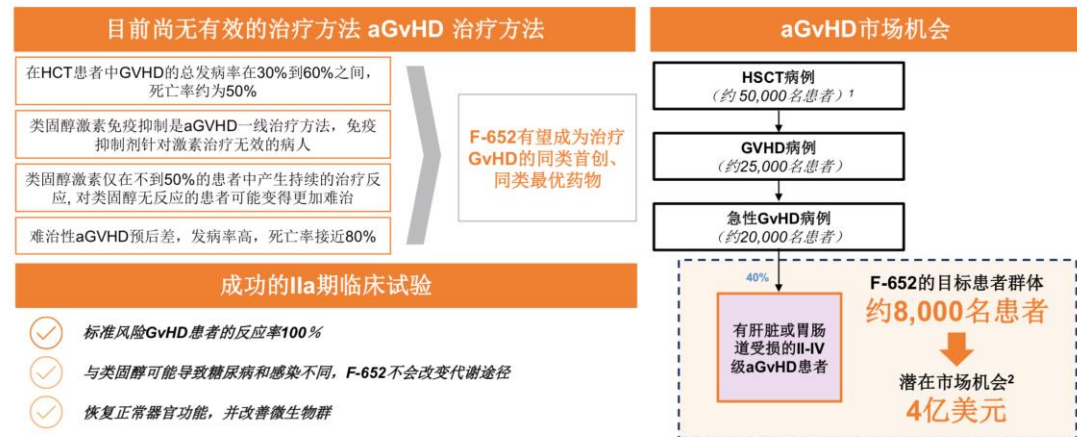 目前尚无有效的治疗方法 aGvHD 治疗方法
在HCT患者中GVHD的总发病率在30%到60%之间,
死亡率约为50%
类固醇激素免疫抑制是aGVHD一线治疗方法，免疫
抑制剂针对激素治疗无效的病人
类固醇激素仅在不到50%的患者中产生持续的治疗反
应, 对类固醇无反应的患者可能变得更加难治
难治性aGVHD预后差，发病率高，死亡率接近80%
F-652有望成为治疗
GvHD的同类首创、
同类最优药物
成功的IIa期临床试验
标准风险GvHD患者的反应率100%
与类固醇可能导致糖尿病和感染不同，F-652不会改变代谢途径
恢复正常器官功能，并改善微生物群
aGvHD市场机会
HSCT病例
（约 50,000名患者）1
GVHD病例
（约25,000名患者）
急性GvHD病例
（约20,000名患者）
40%
有肝脏或胃肠
道受损的II-IV
级aGvHD患者
F-652的目标患者群体
约8,000名患者
潜在市场机会2
4亿美元